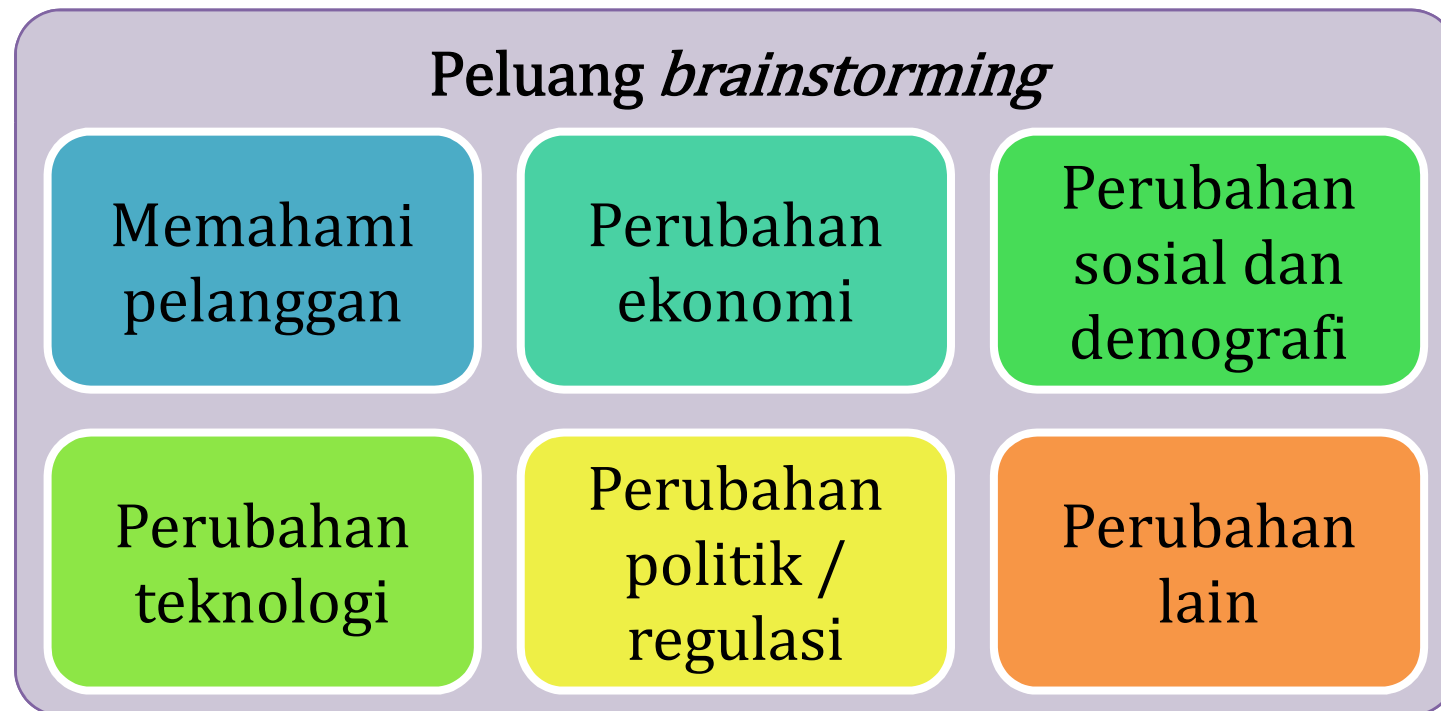 Peluang brainstorming
Memahami
pelanggan
Perubahan
ekonomi
Perubahan
sosial dan
demografi
Perubahan
teknologi
Perubahan
politik /
regulasi
Perubahan
lain